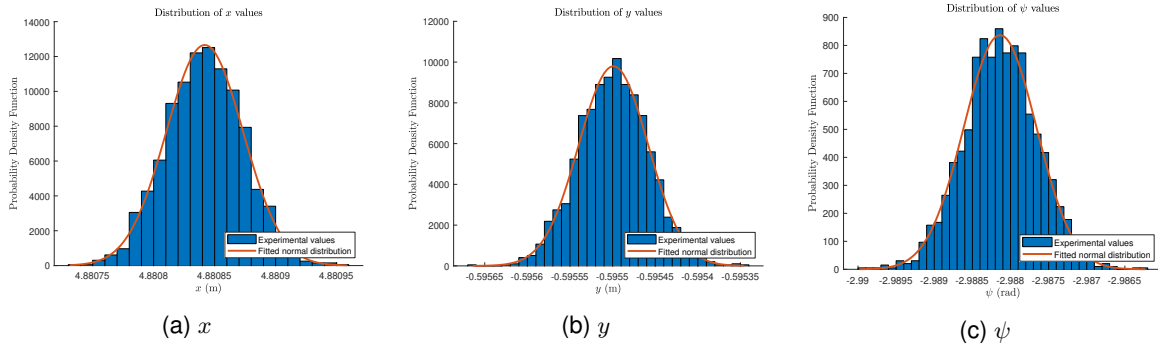 Distribution of x values
Probability Density Function
14000
12000
10000
8000
6000
4000
2000
0
4.88075
4.8808
4.88085
4.8809
4.88095
x (m)
Experimental values
Fitted normal distribution
(a) x
Distribution of y values
Probability Density Function
12000
10000
8000
6000
4000
2000
0
-0.59565
-0.5956
-0.59555
-0.5955
-0.59545
-0.5954
-0.59535
y (m)
Experimental values
Fitted normal distribution
(b) y
Distribution of ψ values
Probability Density Function
900
800
700
600
500
400
300
200
100
0
-2.99
-2.9895
-2.989
-2.9885
-2.988
-2.9875
-2.987
-2.9865
ψ (rad)
Experimental values
Fitted normal distribution
(c) ψ